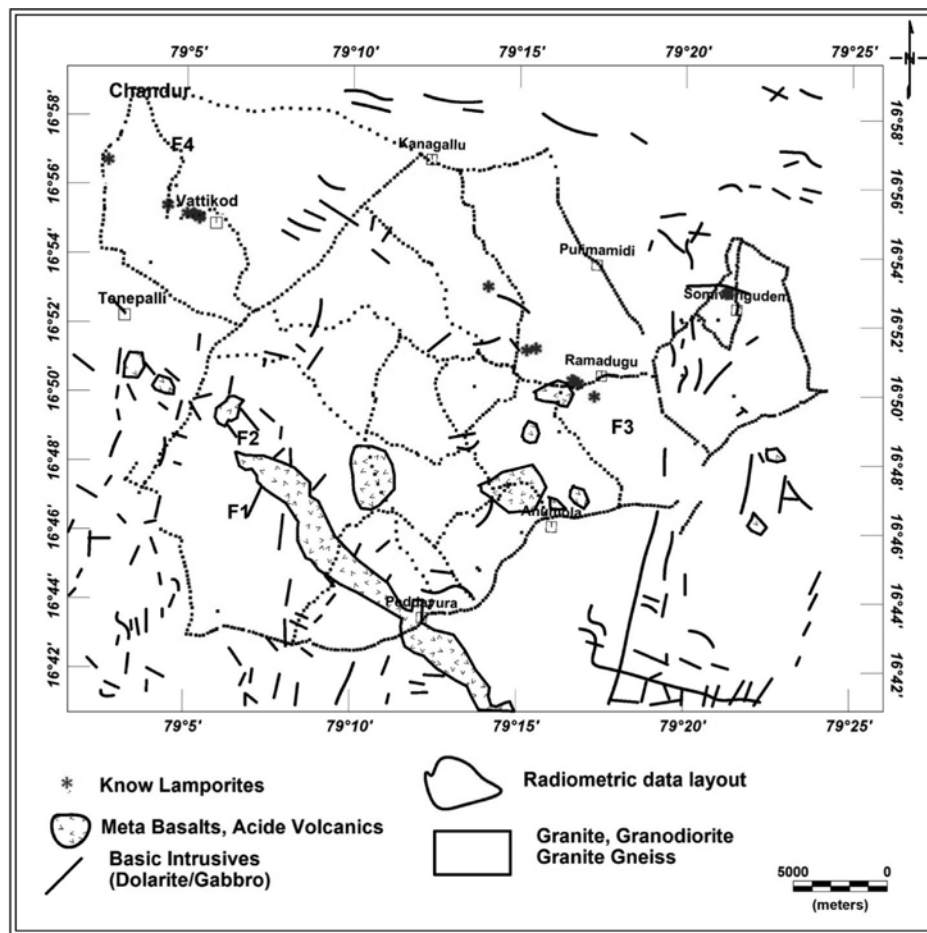 79°5' 79°10' 79°15' 79°20' 79°25'
N
16°58' 16°56' 16°54' 16°52' 16°50' 16°48' 16°46' 16°44' 16°42'
16°58' 16°56' 16°54' 16°52' 16°50' 16°48' 16°46' 16°44' 16°42'
Chandur
Kanagallu
E4
Vattikod
Pulimamidi
Tenepalli
Ramadugu
F3
F2
F1
Anumola
Peddavura
79°5' 79°10' 79°15' 79°20' 79°25'
Know Lamporites
Radiometric data layout
Meta Basalts, Acide Volcanics
Basic Intrusives
(Dolarite/Gabbro)
Granite, Granodiorite
Granite Gneiss
5000 0
(meters)